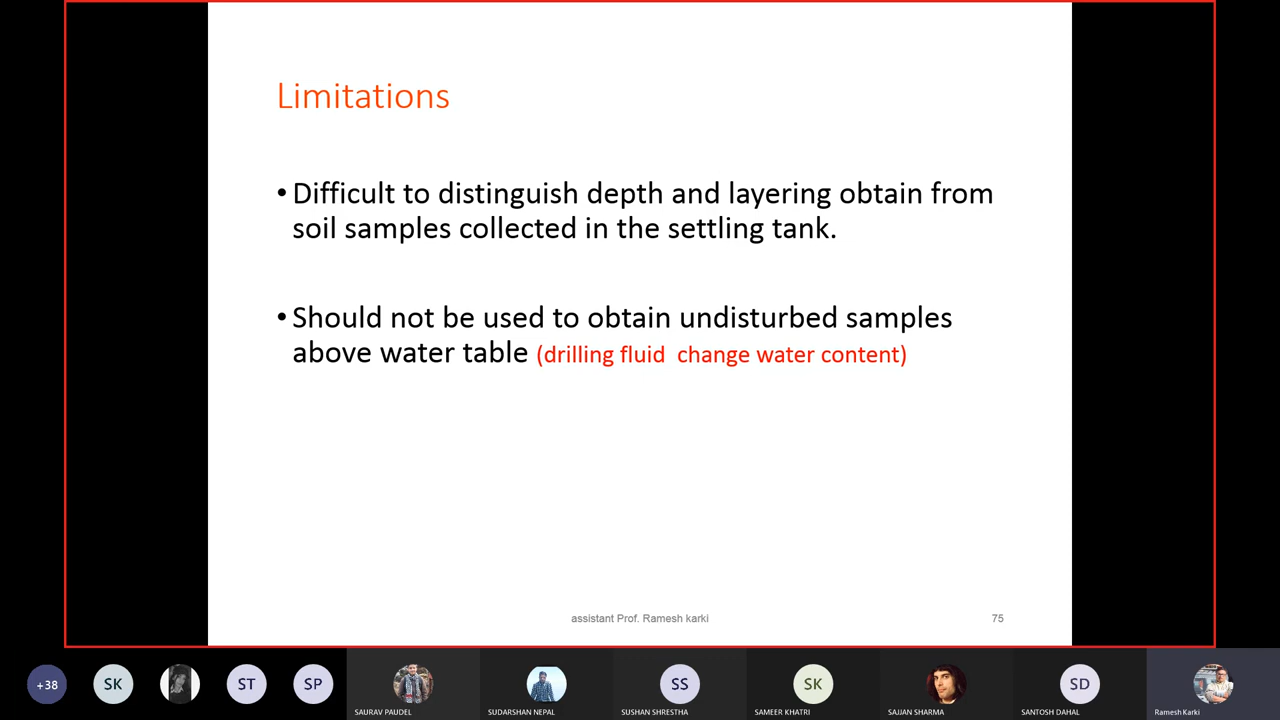 Limitations
• Difficult to distinguish depth and layering obtain from
soil samples collected in the settling tank.
• Should not be used to obtain undisturbed samples
above water table (drilling fluid  change water content)
assistant Prof. Ramesh karki
75
+38
SK
ST
SP
SAURAV PAUDEL
SUDARSHAN NEPAL
SS
SUSHAN SHRESTHA
SK
SAMEER KHATRI
SAJJAN SHARMA
SD
SANTOSH DAHAL
Ramesh Karki